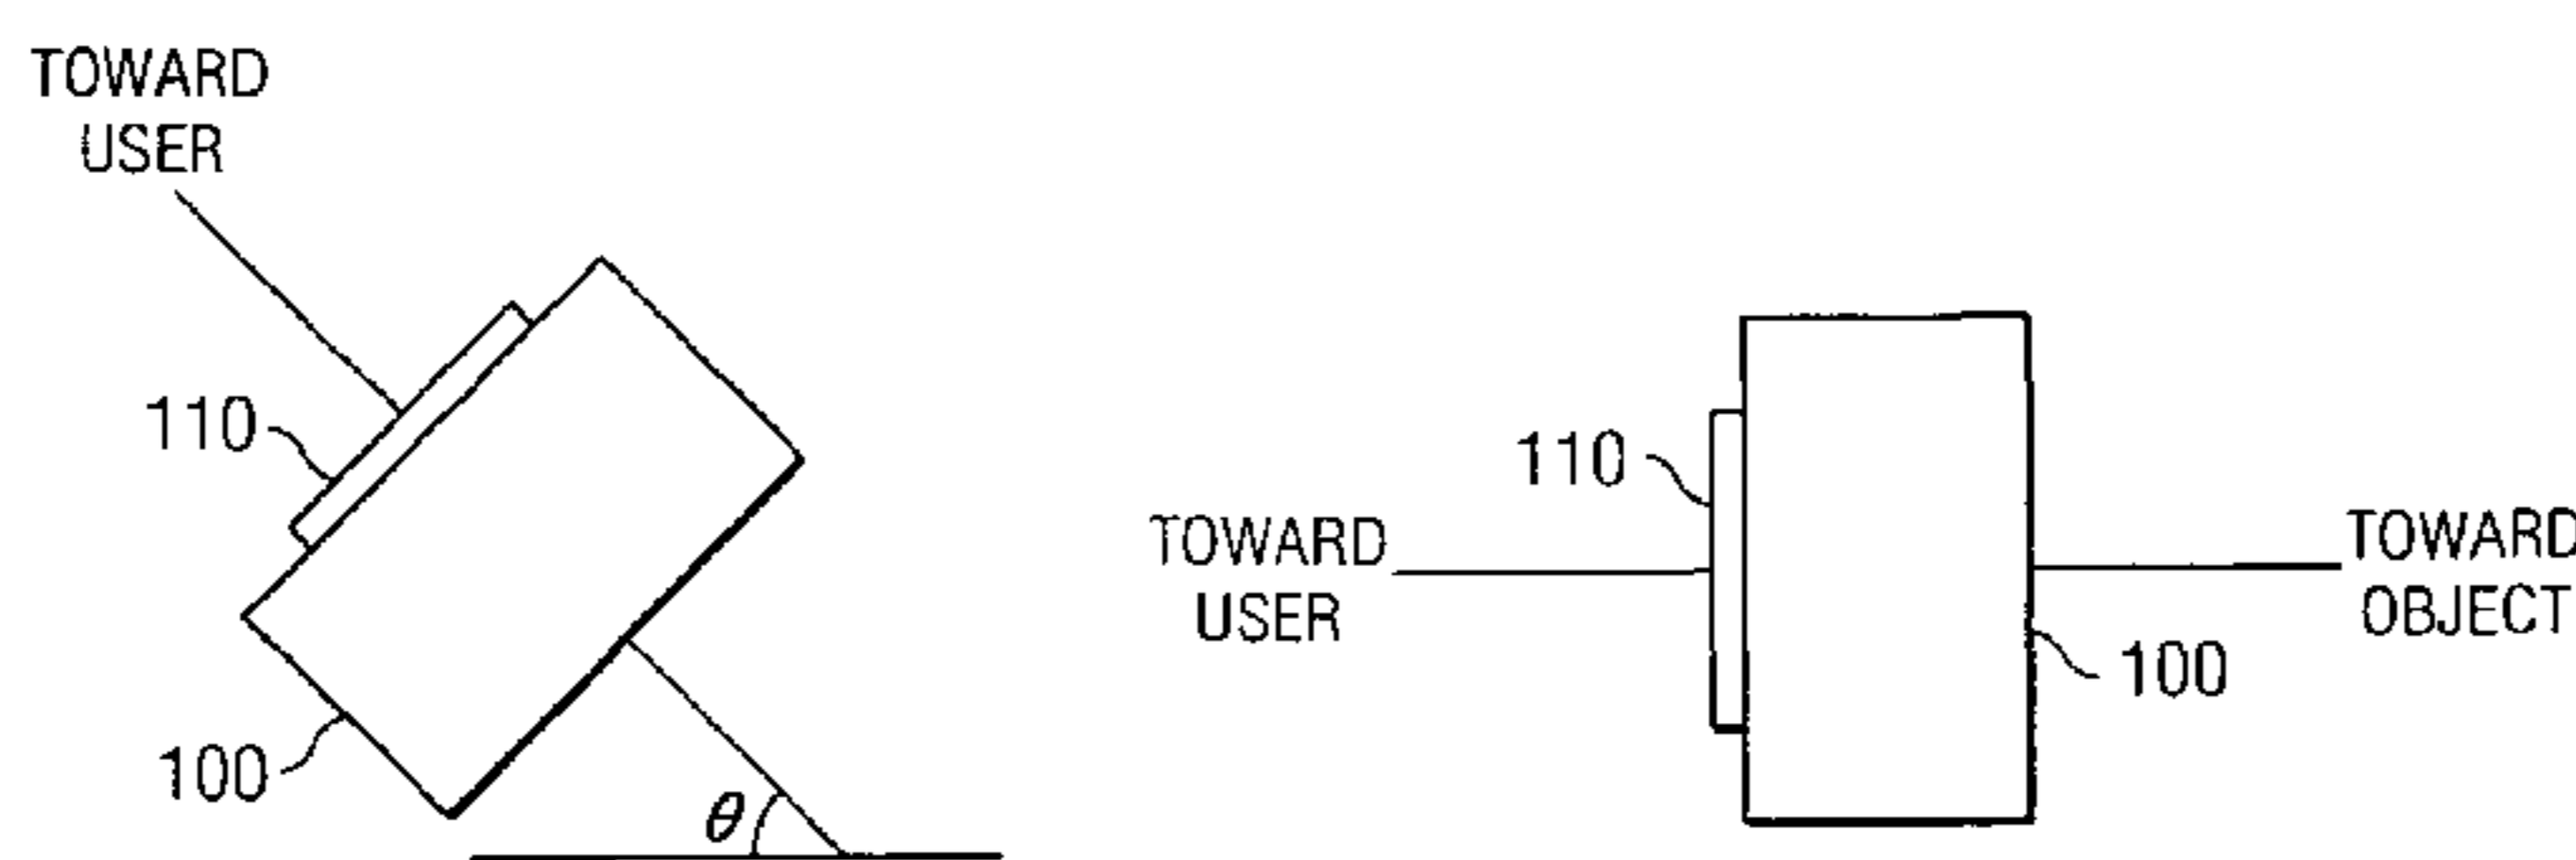 TOWARD
USER
110
100
θ
110
TOWARD
USER
TOWARD
OBJECT
100